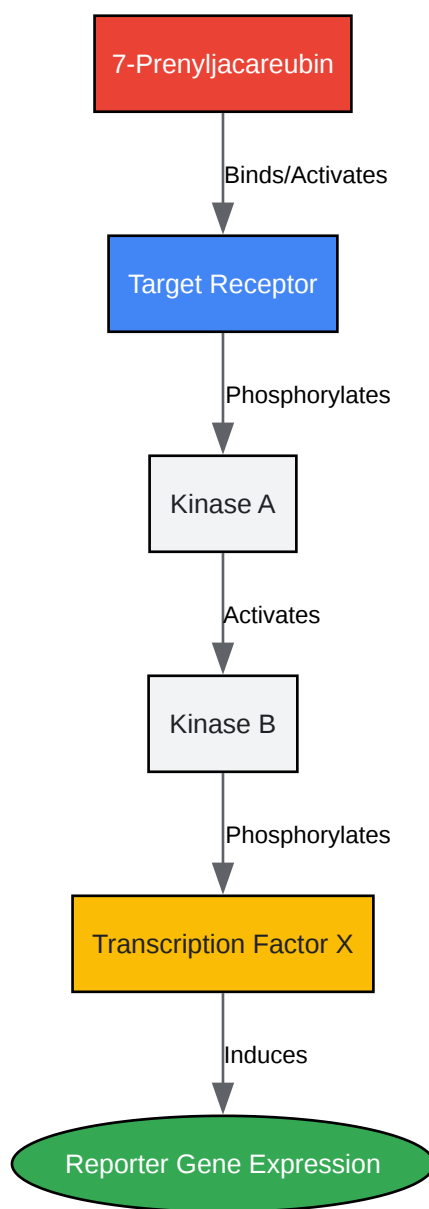 7-Prenyljacareubin
Binds/Activates
Target Receptor
Phosphorylates
Kinase A
Activates
Kinase B
Phosphorylates
Transcription Factor X
Induces
Reporter Gene Expression